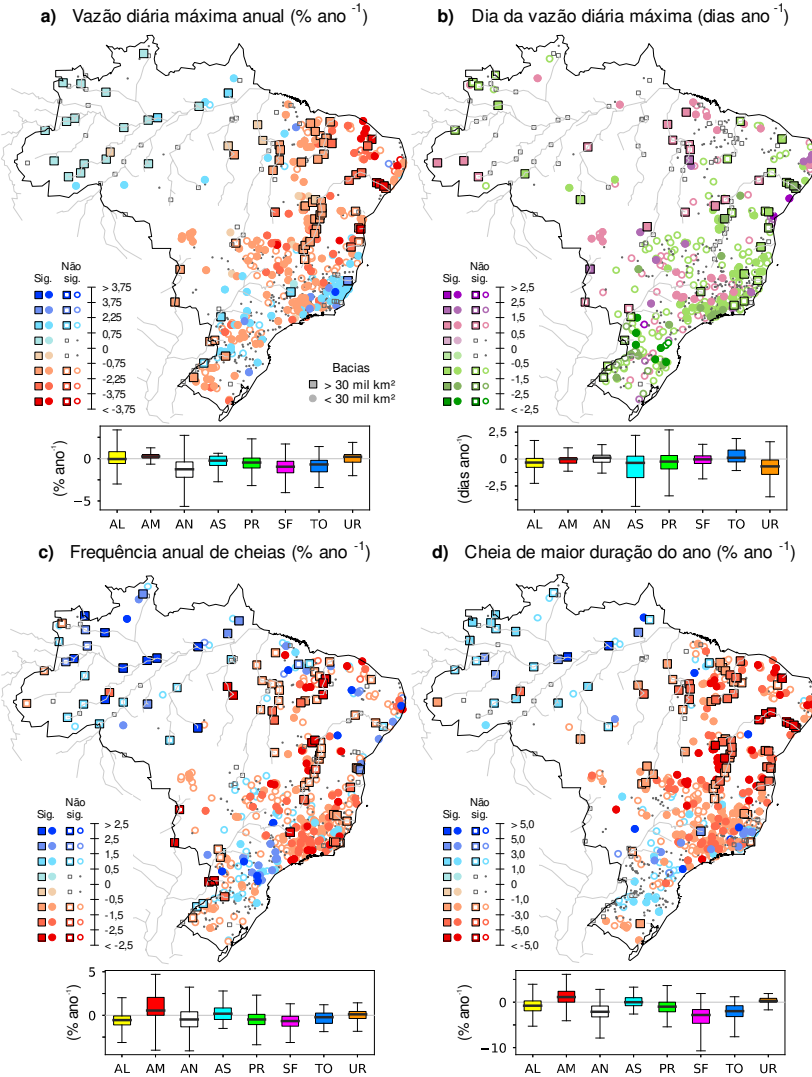 a) Vazão diária máxima anual (% ano -1)
Sig. Não sig.
> 3,75
3,75
2,25
0,75
0
-0,75
-2,25
-3,75
< -3,75
Bacias
> 30 mil km²
< 30 mil km²
(% ano-1)
0
−5
AL AM AN AS PR SF TO UR
b) Dia da vazão diária máxima (dias ano -1)
Sig. Não sig.
> 2,5
2,5
1,5
0,5
0
-0,5
-1,5
-2,5
< -2,5
(dias ano-1)
2,5
0
-2,5
AL AM AN AS PR SF TO UR
c) Frequência anual de cheias (% ano -1)
Sig. Não sig.
> 2,5
2,5
1,5
0,5
0
-0,5
-1.5
-2.5
< -2,5
(% ano-1)
5
0
AL AM AN AS PR SF TO UR
d) Cheia de maior duração do ano (% ano -1)
Sig. Não sig.
> 5,0
5,0
3,0
1,0
0
-1,0
-3,0
-5,0
< -5,0
(% ano-1)
0
−10
AL AM AN AS PR SF TO UR